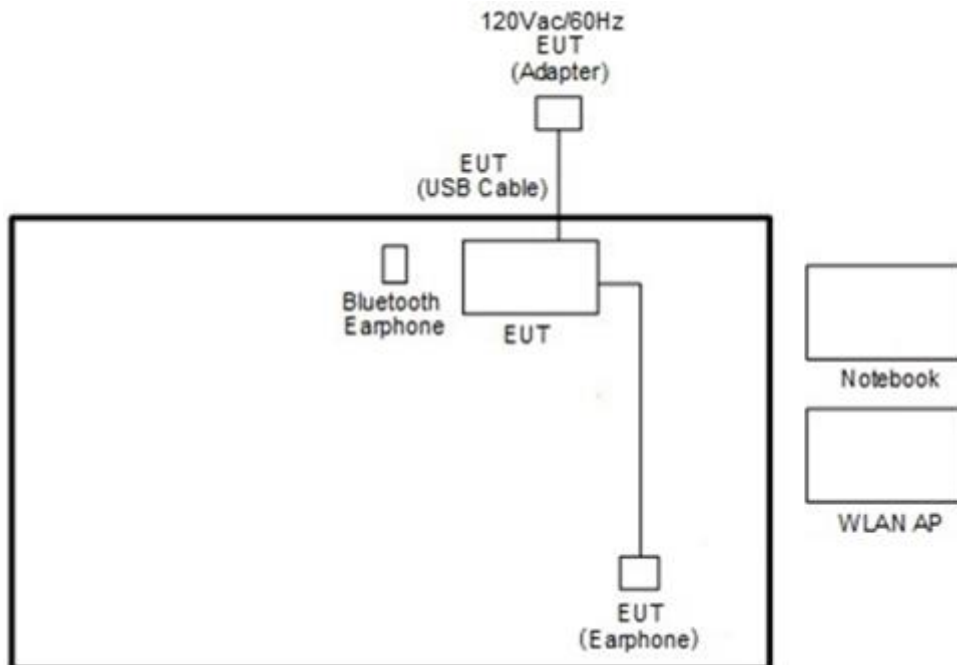 120Vac/60Hz
EUT
(Adapter)
EUT
(USB Cable)
Bluetooth
Earphone
EUT
Notebook
WLAN AP
EUT
(Earphone)